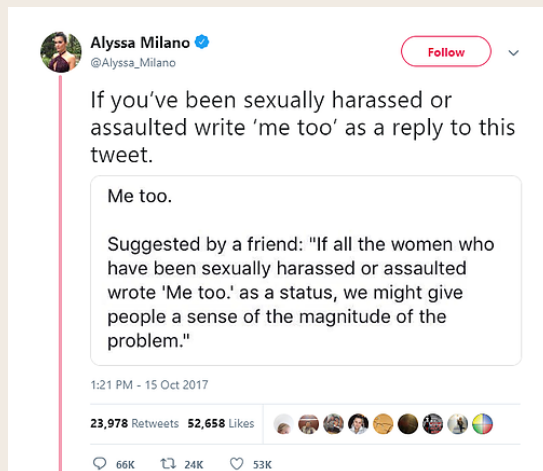 Alyssa Milano
@Alyssa_Milano
Follow
If you’ve been sexually harassed or
assaulted write ‘me too’ as a reply to this
tweet.
Me too.
Suggested by a friend: "If all the women who
have been sexually harassed or assaulted
wrote 'Me too.' as a status, we might give
people a sense of the magnitude of the
problem."
1:21 PM - 15 Oct 2017
23,978 Retweets 52,658 Likes
66K 24K 53K